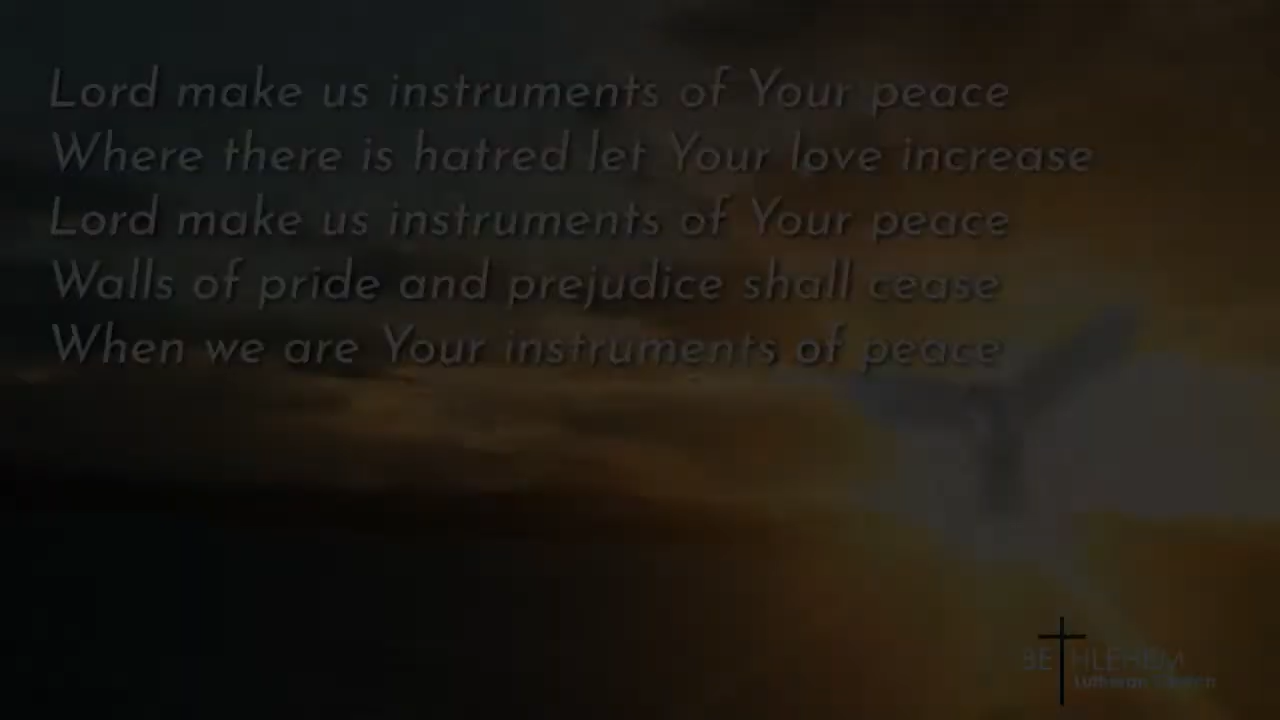 Lord make us instruments of Your peace
Where there is hatred let Your love increase
Lord make us instruments of Your peace
Walls of pride and prejudice shall cease
When we are Your instruments of peace
BETHLEHEM
Lutheran Church